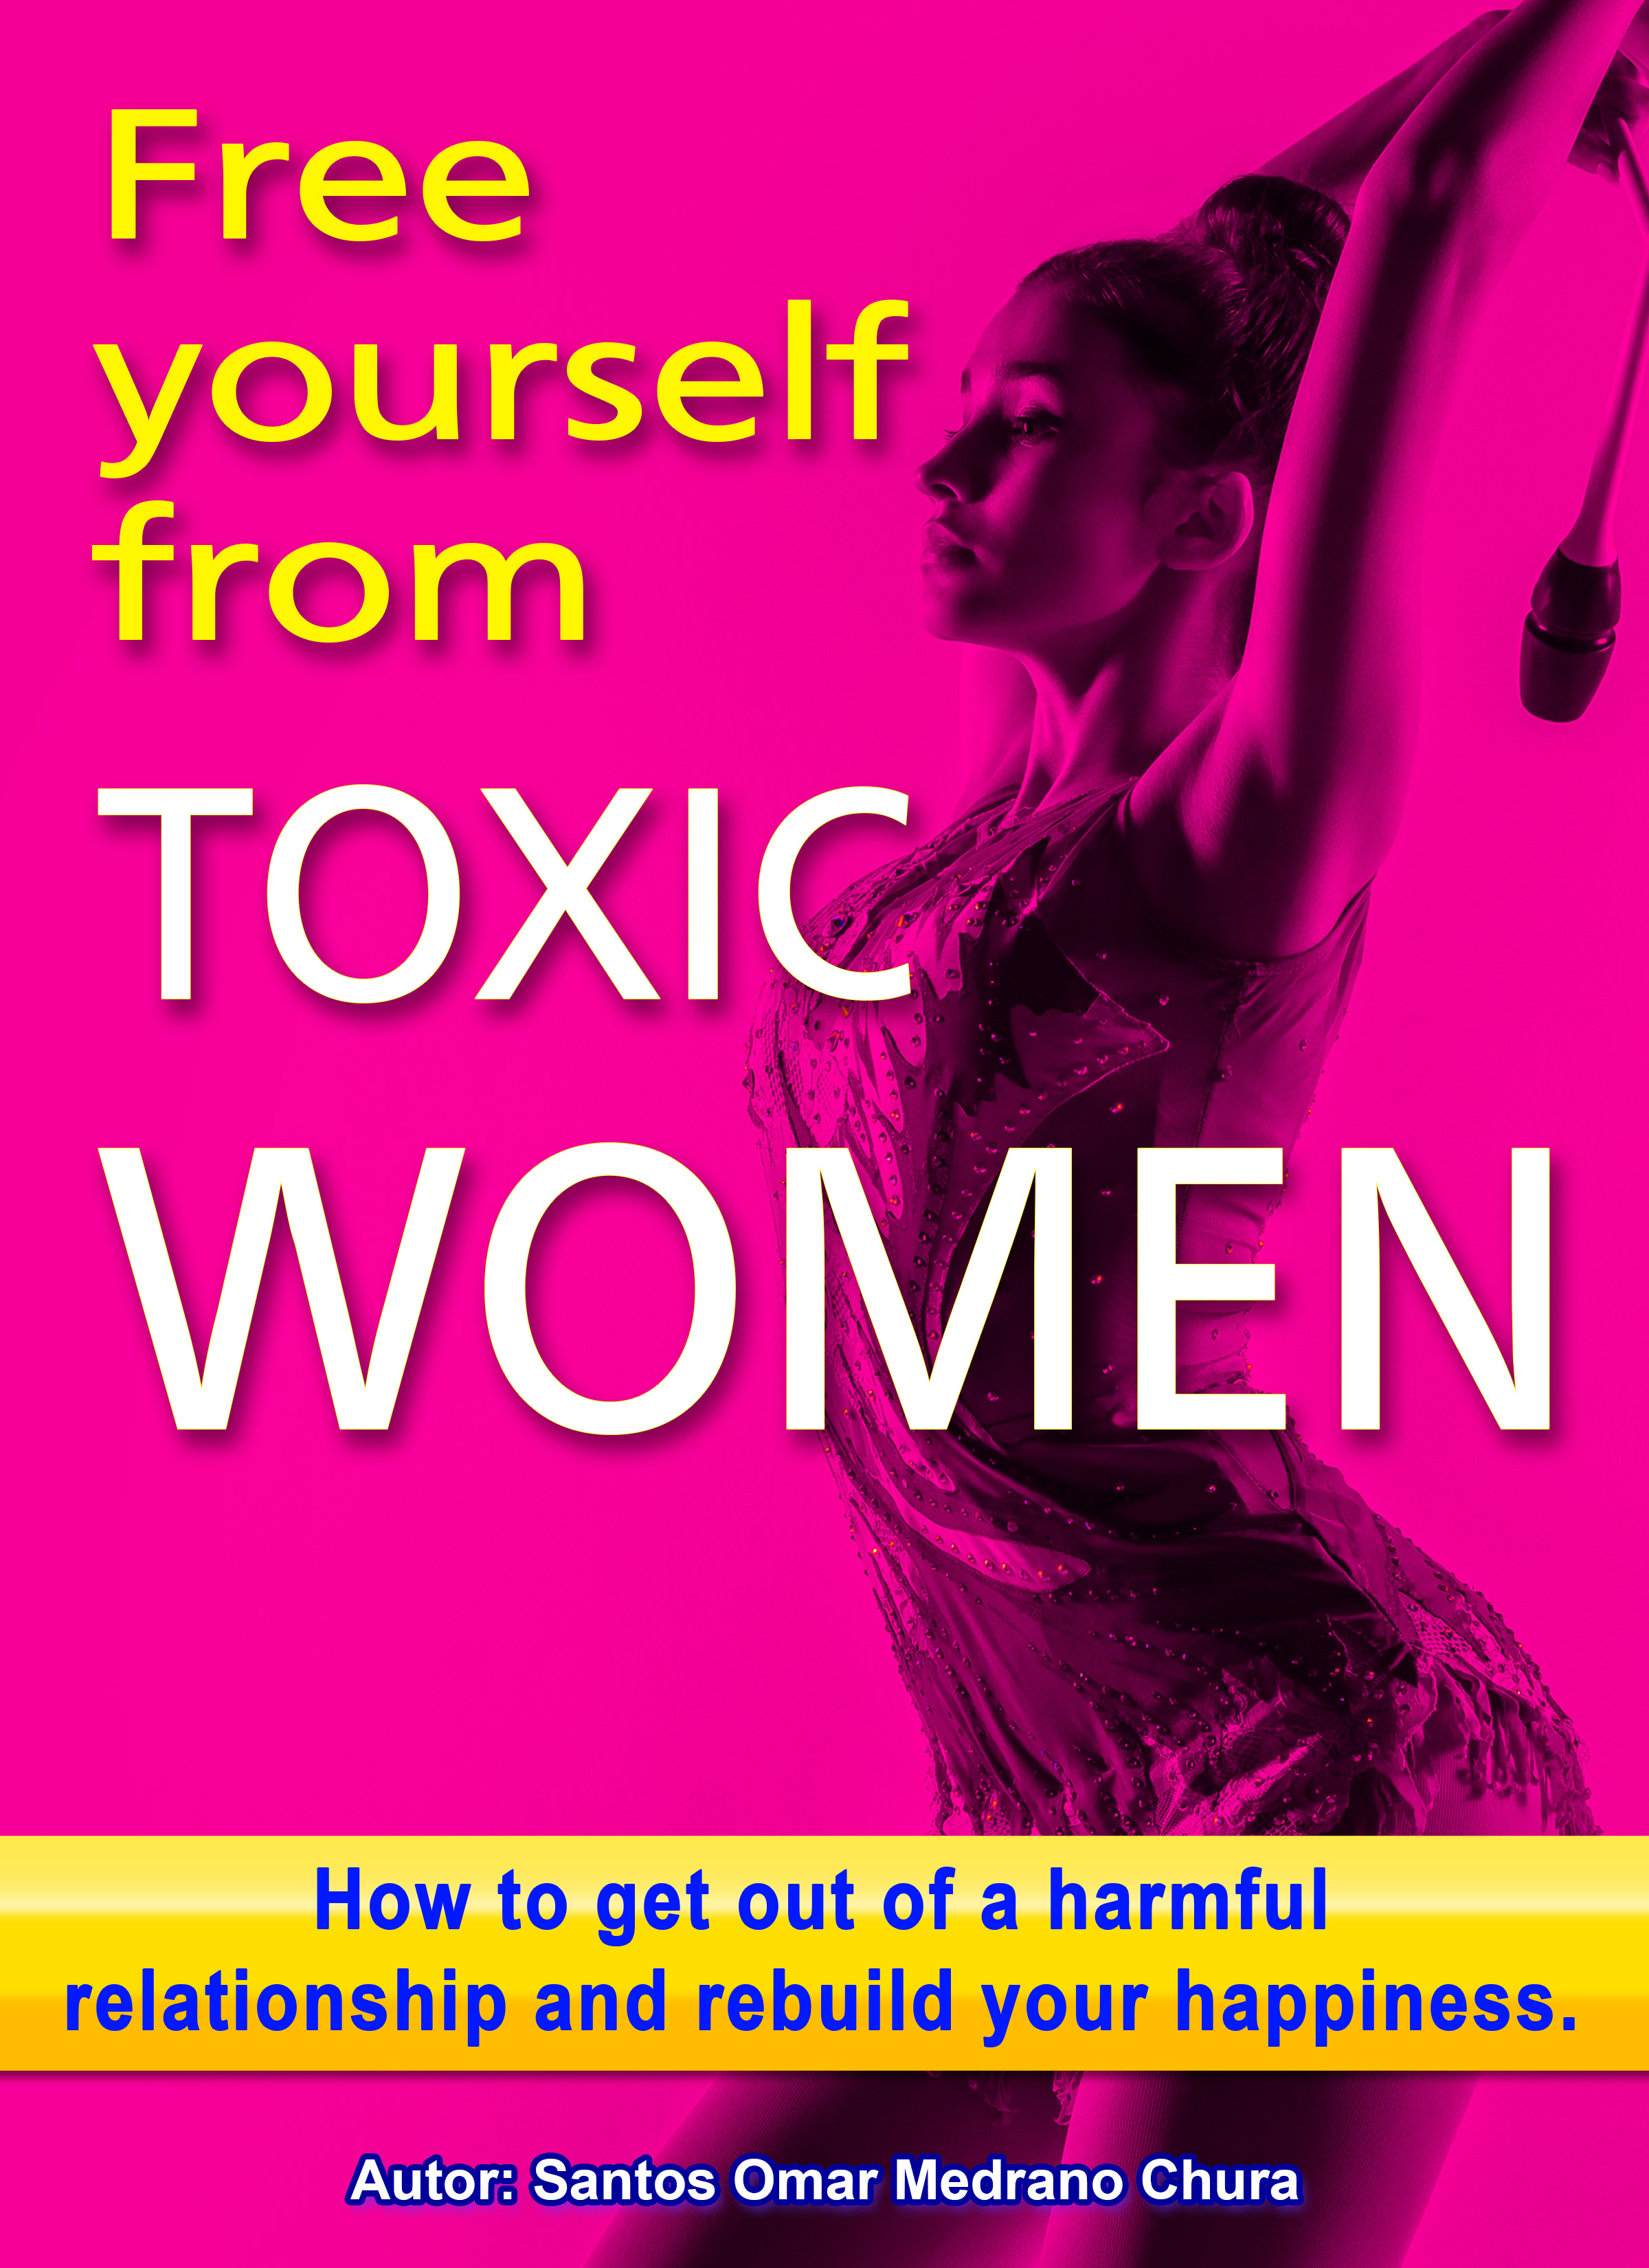 Free
yourself
from
TOXIC
WOMEN
How to get out of a harmful
relationship and rebuild your happiness.
Autor: Santos Omar Medrano Chura